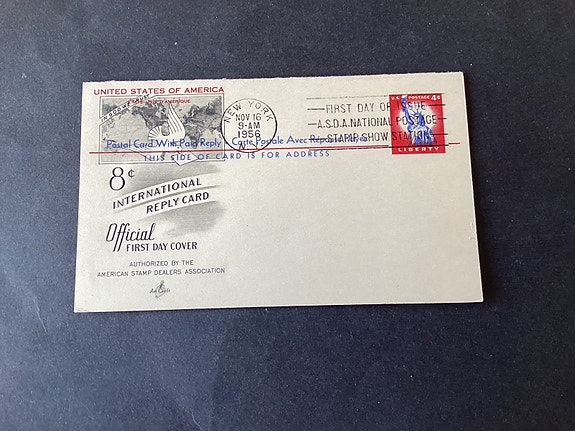 UNITED STATES OF AMERICA
Postal Card With Paid Reply • Carte Postale Avec Réponse Payée
THIS SIDE OF CARD IS FOR ADDRESS
NEW YORK
NOV 16
9-AM
1956
N.
FIRST DAY OF ISSUE
A.S.D.A. NATIONAL POSTAGE
STAMP SHOW STATION
U.S. POSTAGE 4¢
LIBERTY
8¢
INTERNATIONAL
REPLY CARD
Official
FIRST DAY COVER
AUTHORIZED BY THE
AMERICAN STAMP DEALERS ASSOCIATION
Art Craft